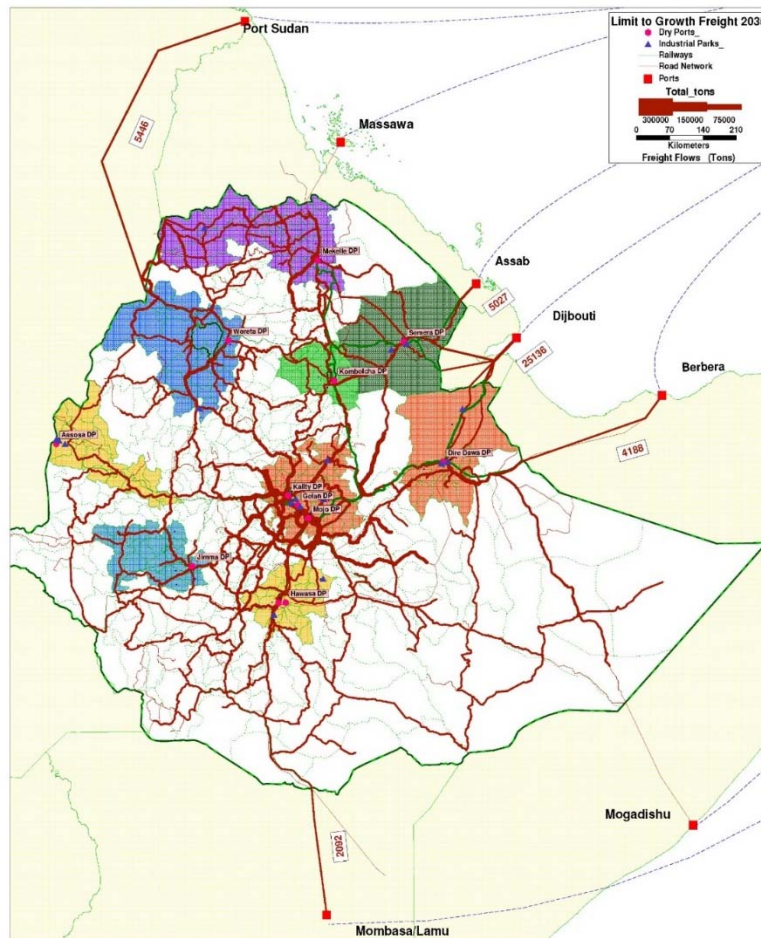 Limit to Growth Freight 2030
Dry Ports_
Industrial Parks_
Railways
Road Network
Ports
Total_tons
300000 150000 75000
0 70 140 210
Kilometers
Freight Flows (Tons)
Port Sudan
Massawa
5446
Mekelle DP
Assab
5027
Dijbouti
Woreta DP
Semera DP
25136
Kombolcha DP
Berbera
Assosa DP
4188
Dire Dawa DP
Kality DP
Gelan DP
Mojo DP
Jimma DP
Hawasa DP
Mogadishu
2092
Mombasa/Lamu